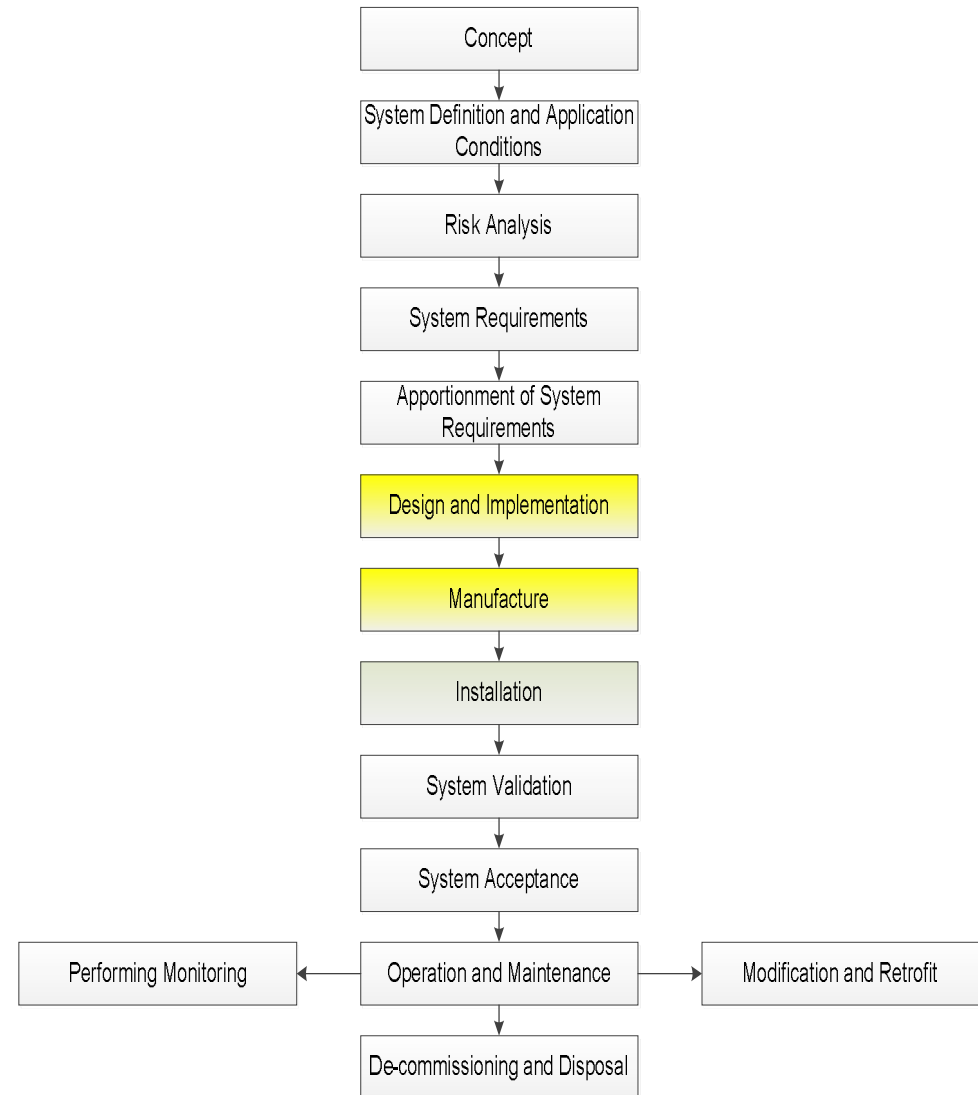 Concept
System Definition and Application
Conditions
Risk Analysis
System Requirements
Apportionment of System
Requirements
Design and Implementation
Manufacture
Installation
System Validation
System Acceptance
Performing Monitoring
Operation and Maintenance
Modification and Retrofit
De-commissioning and Disposal